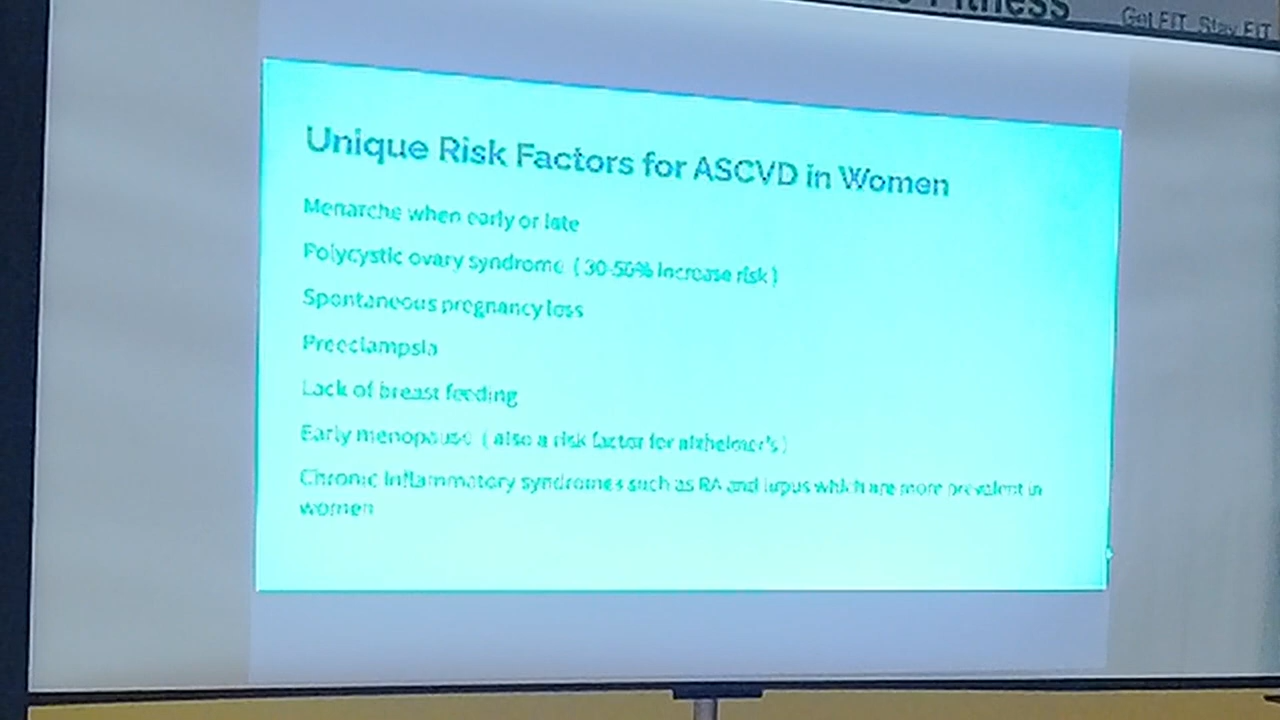 Fitness
Get FIT Stay FIT
Unique Risk Factors for ASCVD in Women
Menarche when early or late
Polycystic ovary syndrome ( 30-50% increase risk )
Spontaneous pregnancy loss
Preeclampsia
Lack of breast feeding
Early menopause ( also a risk factor for alzheimer's )
Chronic Inflammatory syndromes such as RA and lupus which are more prevalent in
women